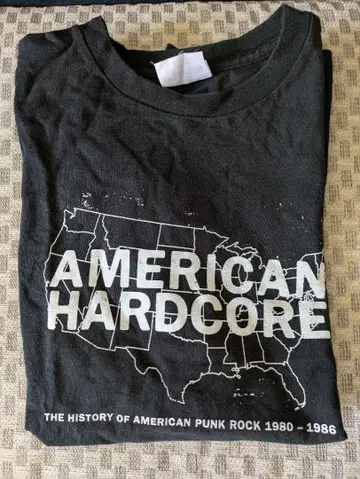 AMERICAN
HARDCORE
THE HISTORY OF AMERICAN PUNK ROCK 1980 – 1986